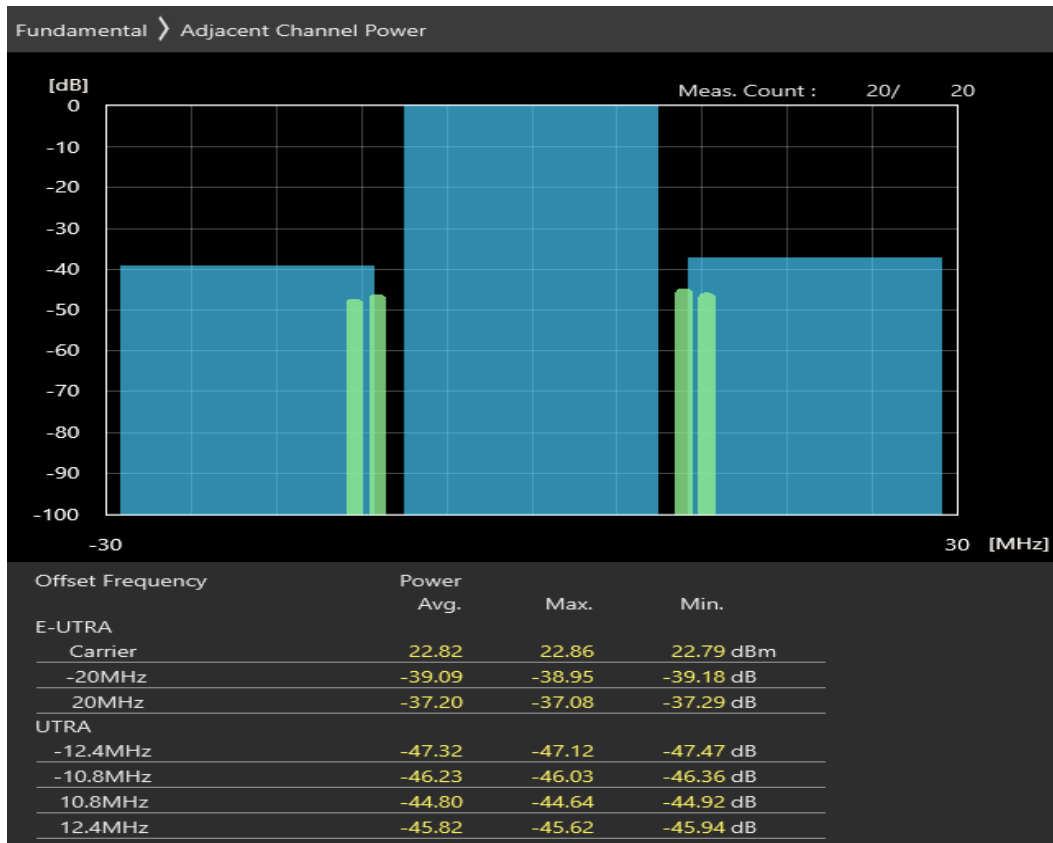 Fundamental 〉 Adjacent Channel Power
[dB]
Meas. Count : 20/ 20
0
-10
-20
-30
-40
-50
-60
-70
-80
-90
-100
-30 30 [MHz]
Offset Frequency Power
Avg. Max. Min.
E-UTRA
Carrier 22.82 22.86 22.79 dBm
-20MHz -39.09 -38.95 -39.18 dB
20MHz -37.20 -37.08 -37.29 dB
UTRA
-12.4MHz -47.32 -47.12 -47.47 dB
-10.8MHz -46.23 -46.03 -46.36 dB
10.8MHz -44.80 -44.64 -44.92 dB
12.4MHz -45.82 -45.62 -45.94 dB